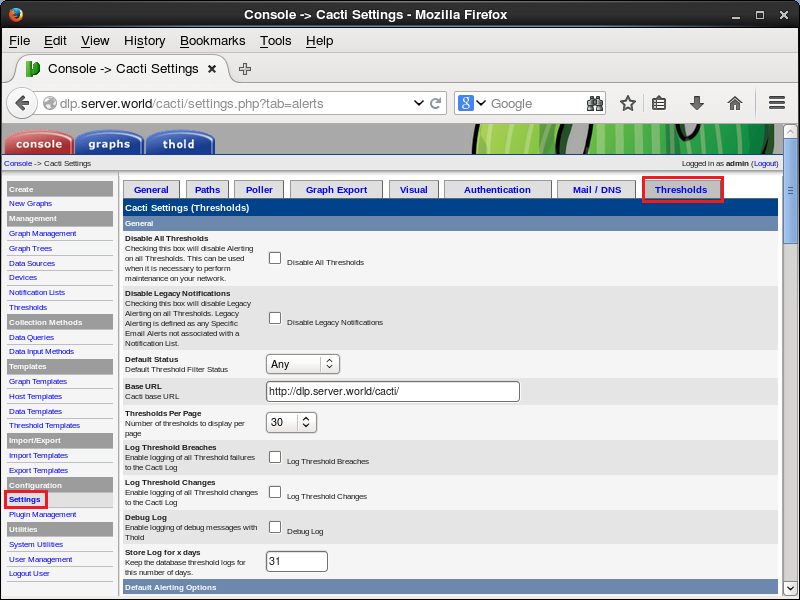 Console -> Cacti Settings - Mozilla Firefox
File Edit View History Bookmarks Tools Help
Console -> Cacti Settings
dlp.server.world/cacti/settings.php?tab=alerts
Google
console graphs thold
Console -> Cacti Settings
Logged in as admin (Logout)
Create
New Graphs
Management
Graph Management
Graph Trees
Data Sources
Devices
Notification Lists
Thresholds
Collection Methods
Data Queries
Data Input Methods
Templates
Graph Templates
Host Templates
Data Templates
Threshold Templates
Import/Export
Import Templates
Export Templates
Configuration
Settings
Plugin Management
Utilities
System Utilities
User Management
Logout User
General Paths Poller Graph Export Visual Authentication Mail / DNS Thresholds
Cacti Settings (Thresholds)
General
Disable All Thresholds
Checking this box will disable Alerting
on all Thresholds. This can be used
when it is necessary to perform
maintenance on your network.
Disable All Thresholds
Disable Legacy Notifications
Checking this box will disable Legacy
Alerting on all Thresholds. Legacy
Alerting is defined as any Specific
Email Alerts not associated with a
Notification List.
Disable Legacy Notifications
Default Status
Default Threshold Filter Status
Any
Base URL
Cacti base URL
http://dlp.server.world/cacti/
Thresholds Per Page
Number of thresholds to display per
page
30
Log Threshold Breaches
Enable logging of all Threshold failures
to the Cacti Log
Log Threshold Breaches
Log Threshold Changes
Enable logging of all Threshold changes
to the Cacti Log
Log Threshold Changes
Debug Log
Enable logging of debug messages with
Thold
Debug Log
Store Log for x days
Keep the database threshold logs for
this number of days.
31
Default Alerting Options